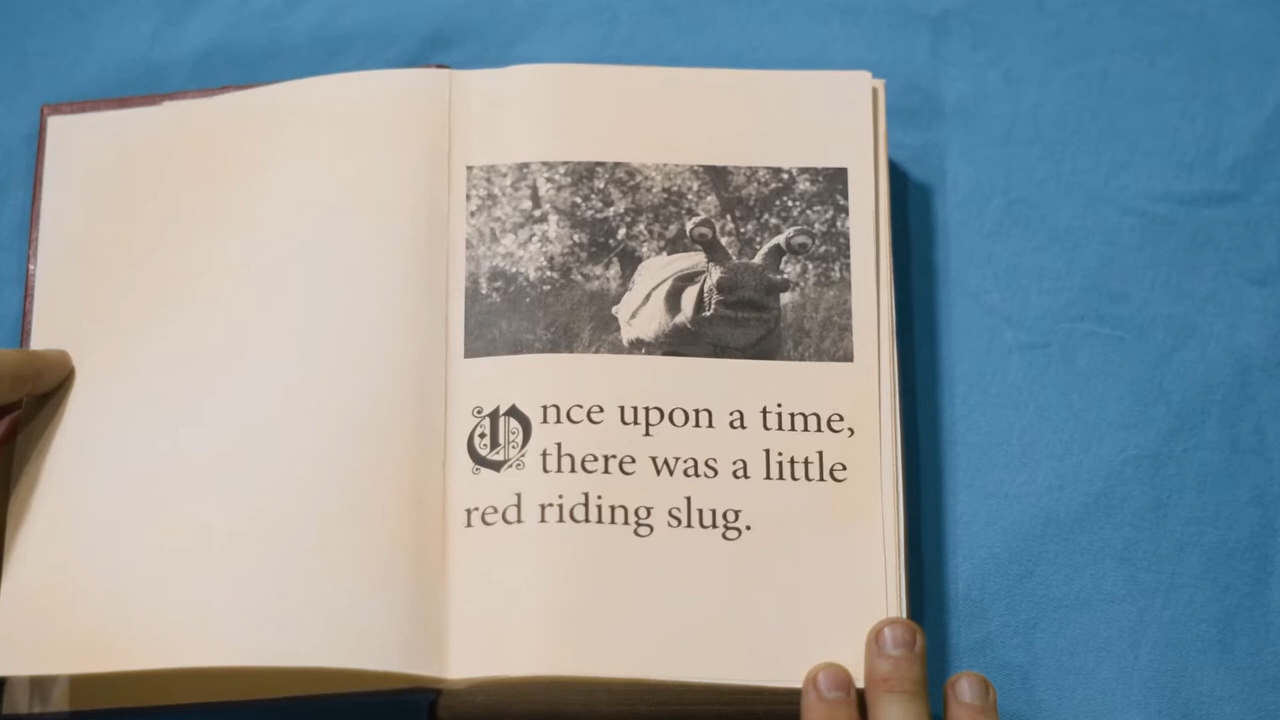 Once upon a time,
there was a little
red riding slug.